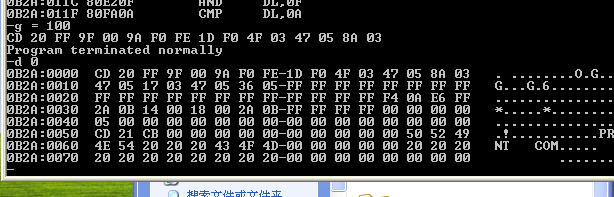 0B2A:011C 80E20F AND DL,0F
0B2A:011F 80FA0A CMP DL,0A
-g = 100
CD 20 FF 9F 00 9A F0 FE 1D F0 4F 03 47 05 8A 03
Program terminated normally
-d 0
0B2A:0000 CD 20 FF 9F 00 9A F0 FE-1D F0 4F 03 47 05 8A 03 . ........O.G...
0B2A:0010 47 05 17 03 47 05 36 05-FF FF FF FF FF FF FF FF G...G.6.........
0B2A:0020 FF FF FF FF FF FF FF FF-FF FF FF FF F4 0A E6 FF ................
0B2A:0030 2A 0B 14 00 18 00 2A 0B-FF FF FF FF 00 00 00 00 *.....*.........
0B2A:0040 05 00 00 00 00 00 00 00-00 00 00 00 00 00 00 00 ................
0B2A:0050 CD 21 CB 00 00 00 00 00-00 00 00 00 00 50 52 49 .!...........PR
0B2A:0060 4E 54 20 20 20 43 4F 4D-00 00 00 00 00 20 20 20 NT   COM.....
0B2A:0070 20 20 20 20 20 20 20 20-00 00 00 00 00 00 00 00 ........
-
搜索文件或文件夹